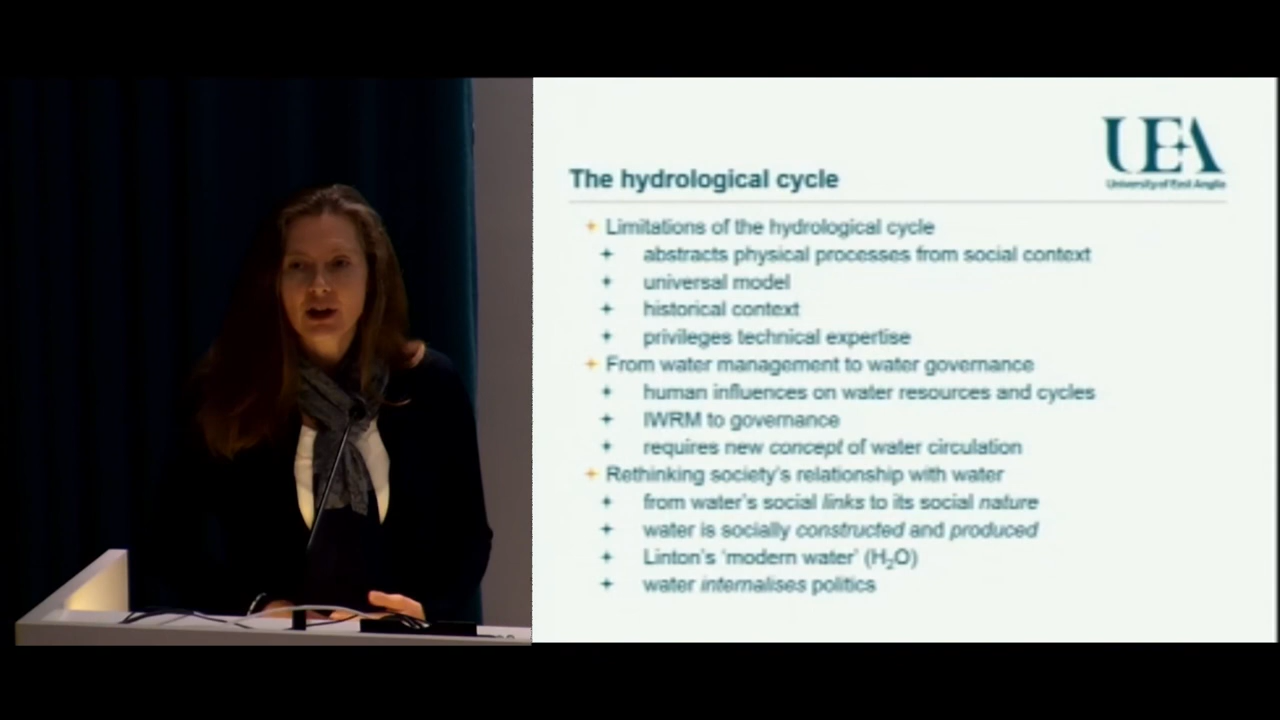 UEA
University of East Anglia
The hydrological cycle
Limitations of the hydrological cycle
abstracts physical processes from social context
universal model
historical context
privileges technical expertise
From water management to water governance
human influences on water resources and cycles
IWRM to governance
requires new concept of water circulation
Rethinking society's relationship with water
from water's social links to its social nature
water is socially constructed and produced
Linton's 'modern water' (H₂O)
water internalises politics